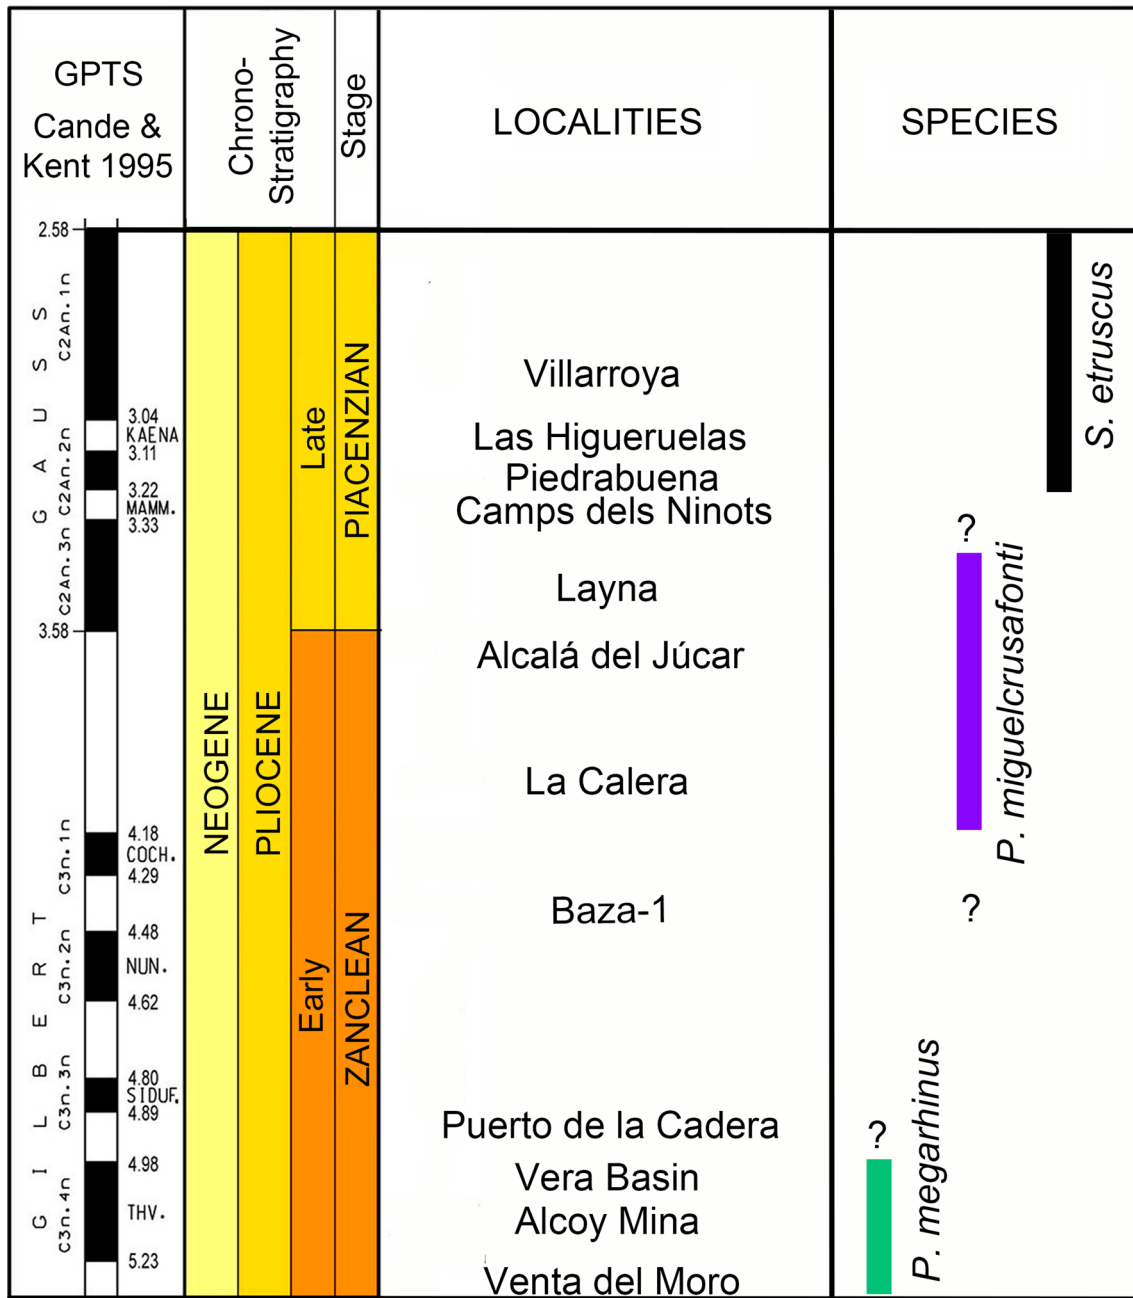 GPTS
Cande &
Kent 1995
Chrono-
Stratigraphy
Stage
LOCALITIES
SPECIES
2.58
3.04
KAENA
3.11
3.22
MAMM.
3.33
3.58
4.18
COCH.
4.29
4.48
NUN.
4.62
4.80
SIDUF.
4.89
4.98
THV.
5.23
GAUSS
GILBERT
C2An.1n
C2An.2n
C2An.3n
C3n.1n
C3n.2n
C3n.3n
C3n.4n
NEOGENE
PLIOCENE
Late
Early
PIACENZIAN
ZANCLEAN
Villarroya
Las Higueruelas
Piedrabuena
Camps dels Ninots
Layna
Alcalá del Júcar
La Calera
Baza-1
Puerto de la Cadera
Vera Basin
Alcoy Mina
Venta del Moro
S. etruscus
?
P. miguelcrusafonti
?
?
P. megarhinus